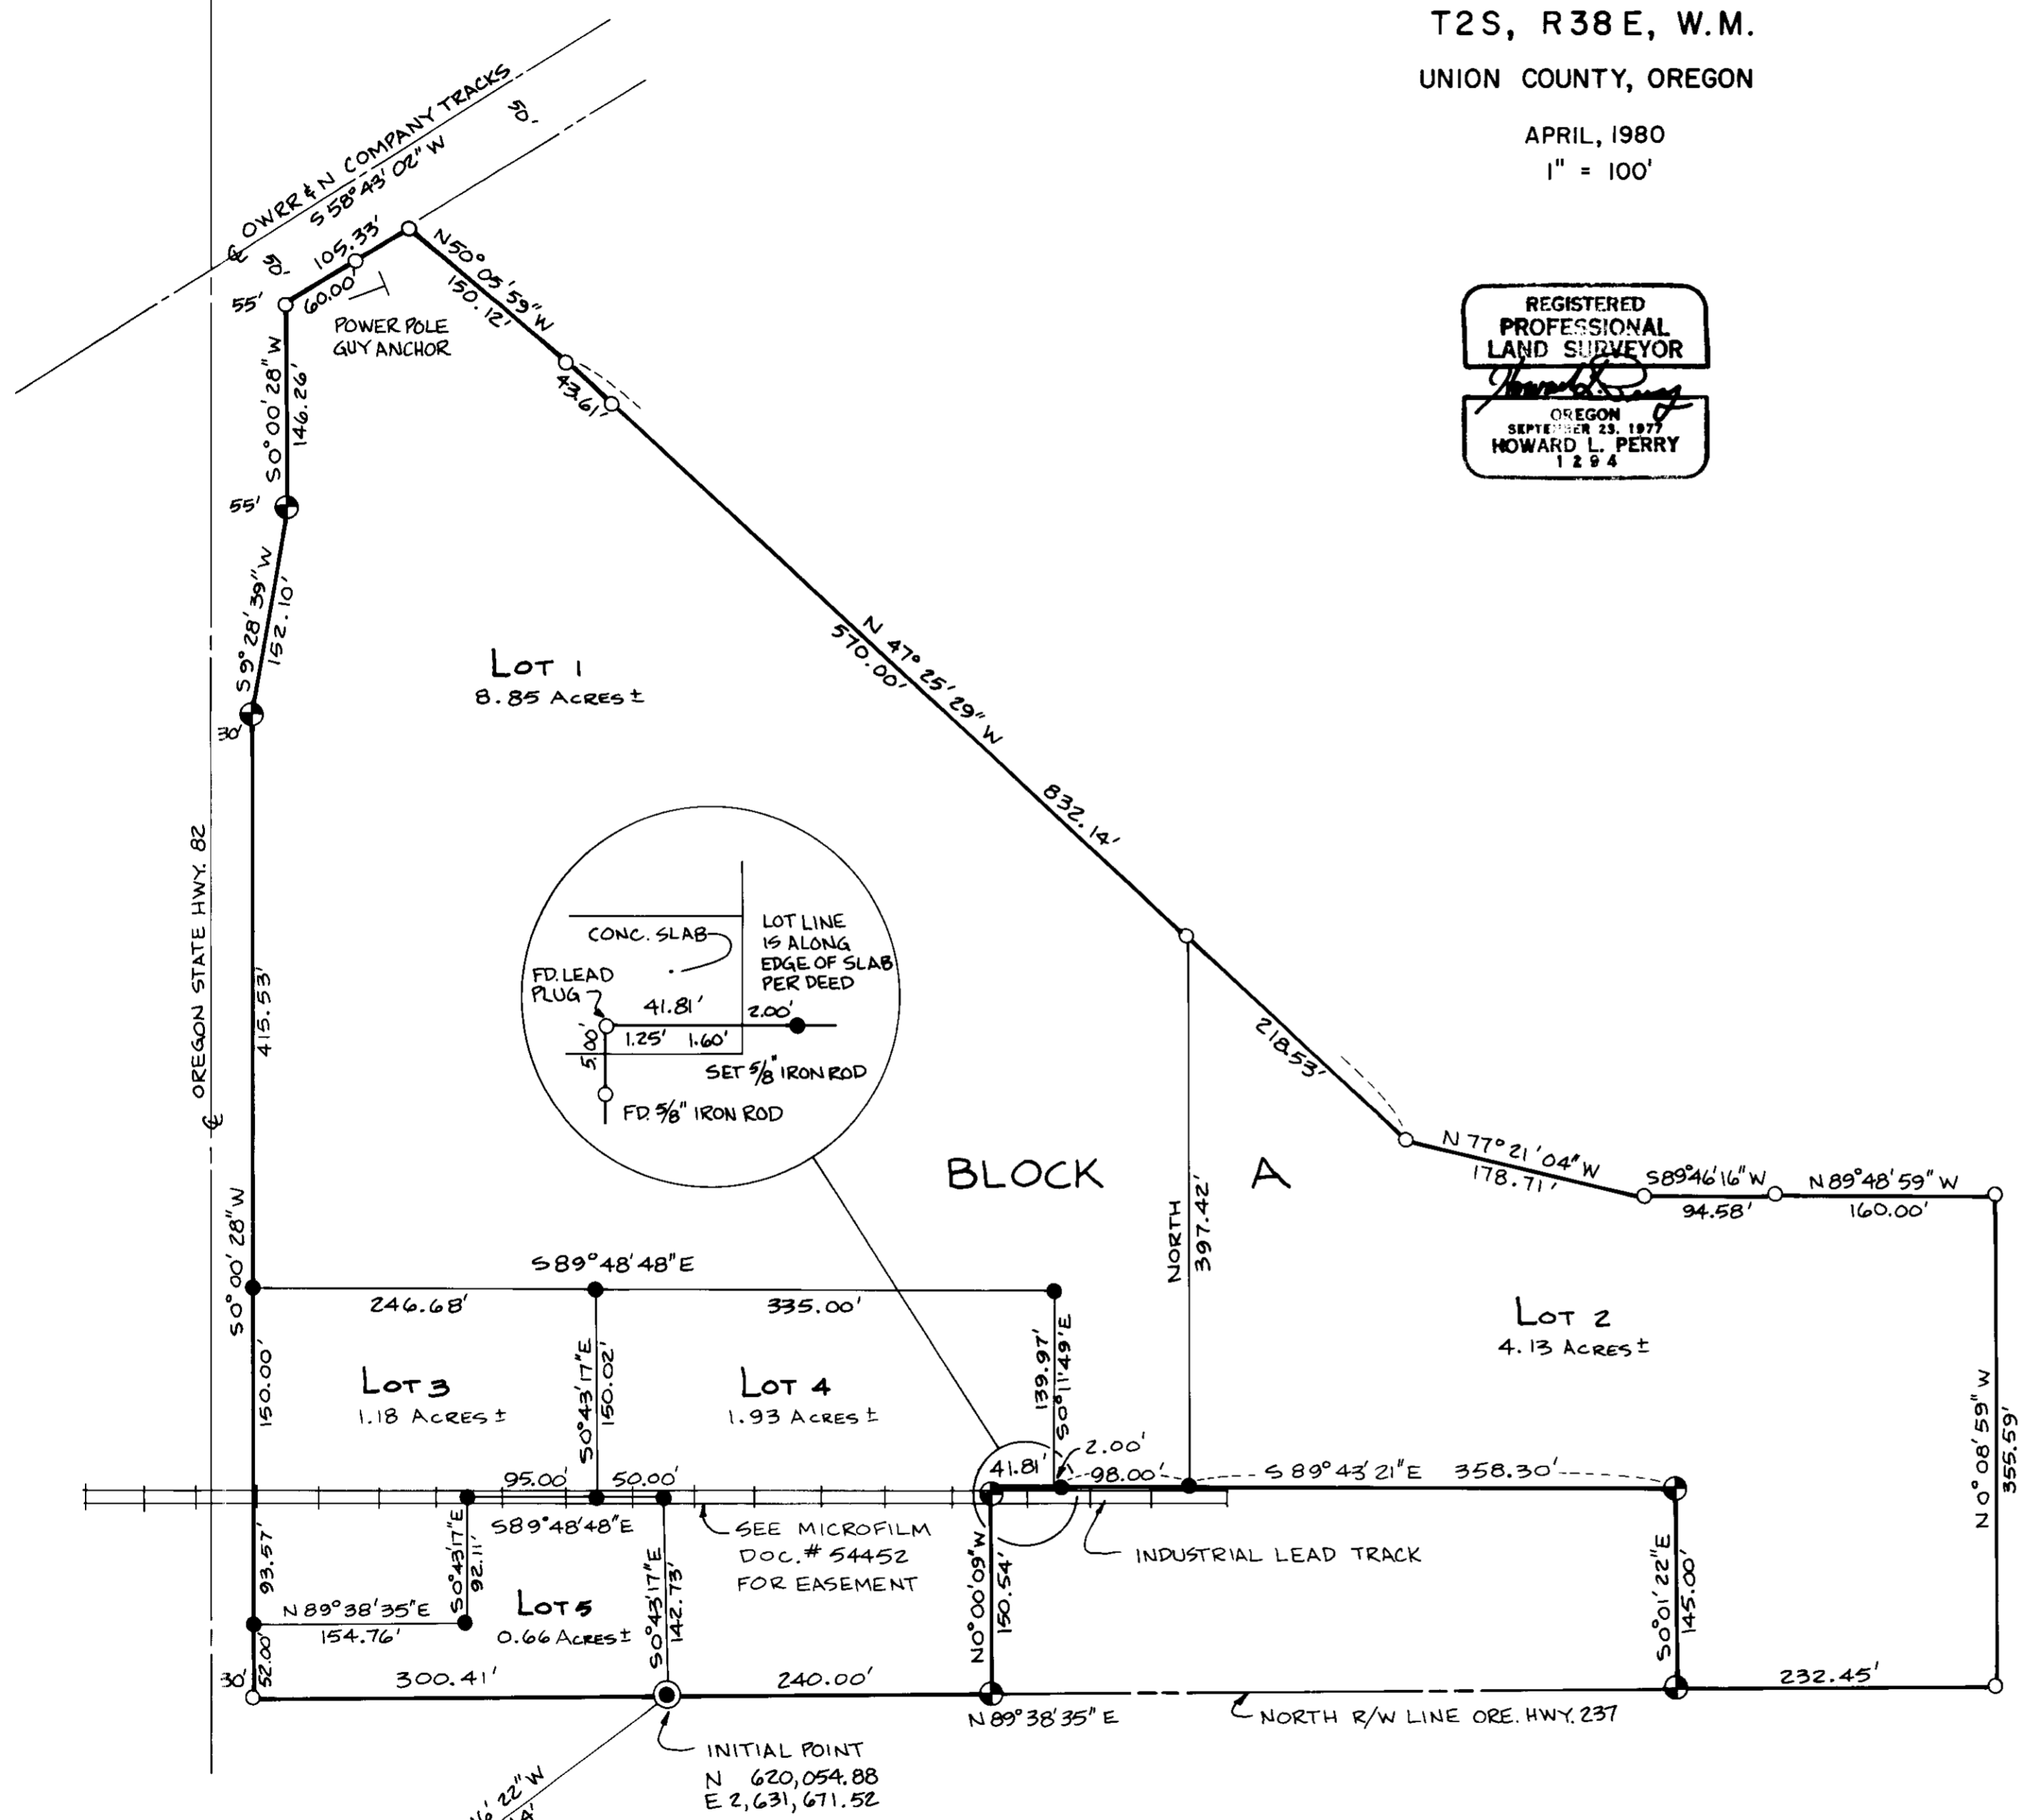 T2S, R38E, W.M.
UNION COUNTY, OREGON
APRIL, 1980
1" = 100'
℄ OWRR & N COMPANY TRACKS
S 58° 43' 02" W
50'
50'
105.33'
60.00'
55'
POWER POLE
GUY ANCHOR
N50° 05' 59" W
150.12'
43.61'
REGISTERED
PROFESSIONAL
LAND SURVEYOR
OREGON
SEPTEMBER 23, 1977
HOWARD L. PERRY
1294
S0° 00' 28" W
146.26'
55'
S9° 28' 39" W
152.10'
30'
LOT 1
8.85 ACRES ±
N 47° 25' 29" W
570.00'
832.14'
218.53'
OREGON STATE HWY. 82
℄
415.53'
S0° 00' 28" W
CONC. SLAB
LOT LINE
IS ALONG
EDGE OF SLAB
PER DEED
FD. LEAD
PLUG
41.81'
2.00'
1.25'
1.60'
5.00'
SET 5/8" IRON ROD
FD. 5/8" IRON ROD
BLOCK A
NORTH
397.42'
N 77° 21' 04" W
178.71'
S89° 46' 16" W
94.58'
N 89° 48' 59" W
160.00'
S89° 48' 48" E
246.68'
335.00'
LOT 2
4.13 ACRES ±
N 0° 08' 59" W
355.59'
150.00'
LOT 3
1.18 ACRES ±
S0° 43' 17" E
150.02'
LOT 4
1.93 ACRES ±
139.97'
S0° 11' 49" E
2.00'
41.81'
98.00'
S 89° 43' 21" E 358.30'
95.00'
50.00'
S89° 48' 48" E
SEE MICROFILM
DOC. # 54452
FOR EASEMENT
INDUSTRIAL LEAD TRACK
93.57'
S0° 43' 17" E
92.11'
N 89° 38' 35" E
154.76'
LOT 5
0.66 ACRES ±
S0° 43' 17" E
142.73'
N0° 00' 09" W
150.54'
S0° 01' 22" E
145.00'
30'
52.00'
300.41'
240.00'
232.45'
N 89° 38' 35" E
NORTH R/W LINE ORE. HWY. 237
INITIAL POINT
N 620,054.88
E 2,631,671.52
22" W